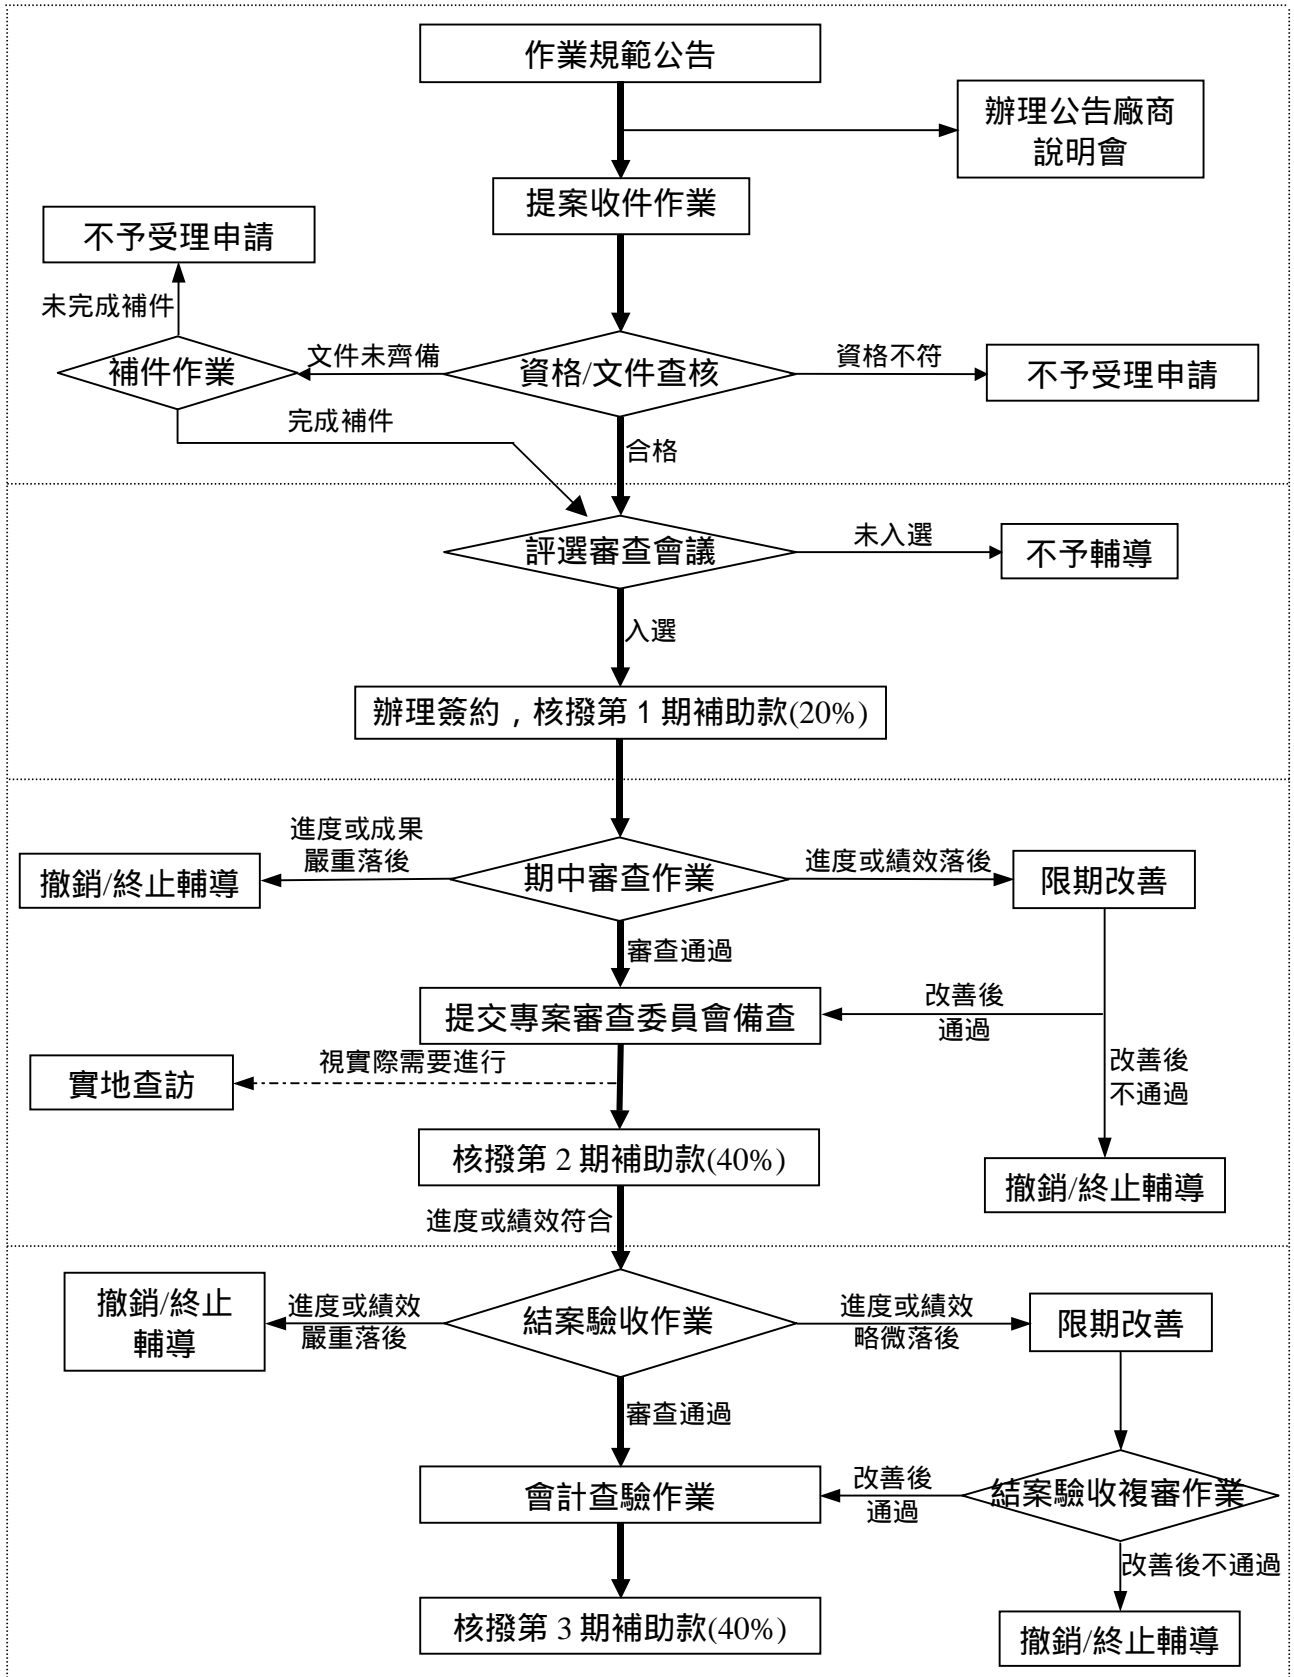 作業規範公告
辦理公告廠商
說明會
提案收件作業
不予受理申請
未完成補件
補件作業
文件未齊備
資格/文件查核
資格不符
不予受理申請
完成補件
合格
評選審查會議
未入選
不予輔導
入選
辦理簽約，核撥第 1 期補助款(20%)
進度或成果
嚴重落後
撤銷/終止輔導
期中審查作業
進度或績效落後
限期改善
審查通過
提交專案審查委員會備查
改善後
通過
實地查訪
視實際需要進行
改善後
不通過
核撥第 2 期補助款(40%)
撤銷/終止輔導
進度或績效符合
撤銷/終止
輔導
進度或績效
嚴重落後
結案驗收作業
進度或績效
略微落後
限期改善
審查通過
會計查驗作業
改善後
通過
結案驗收複審作業
改善後不通過
核撥第 3 期補助款(40%)
撤銷/終止輔導